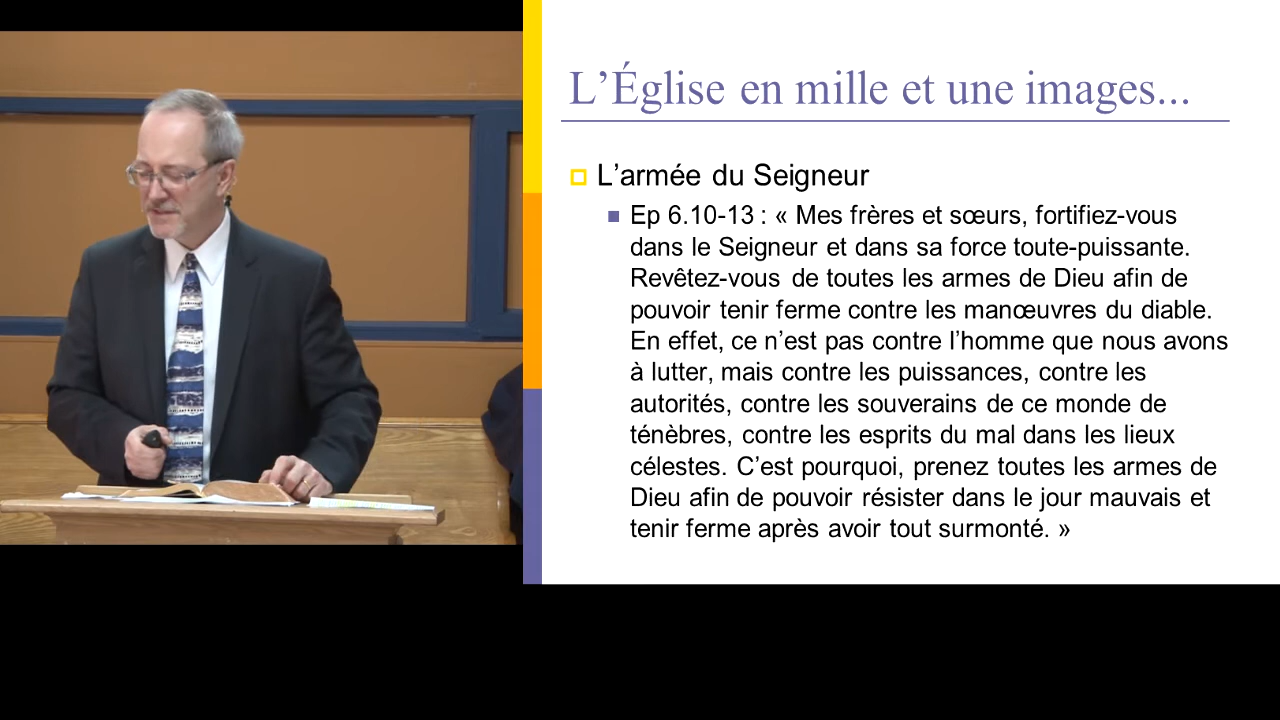 L’Église en mille et une images...
L’armée du Seigneur
Ep 6.10-13 : « Mes frères et sœurs, fortifiez-vous
dans le Seigneur et dans sa force toute-puissante.
Revêtez-vous de toutes les armes de Dieu afin de
pouvoir tenir ferme contre les manœuvres du diable.
En effet, ce n’est pas contre l’homme que nous avons
à lutter, mais contre les puissances, contre les
autorités, contre les souverains de ce monde de
ténèbres, contre les esprits du mal dans les lieux
célestes. C’est pourquoi, prenez toutes les armes de
Dieu afin de pouvoir résister dans le jour mauvais et
tenir ferme après avoir tout surmonté. »